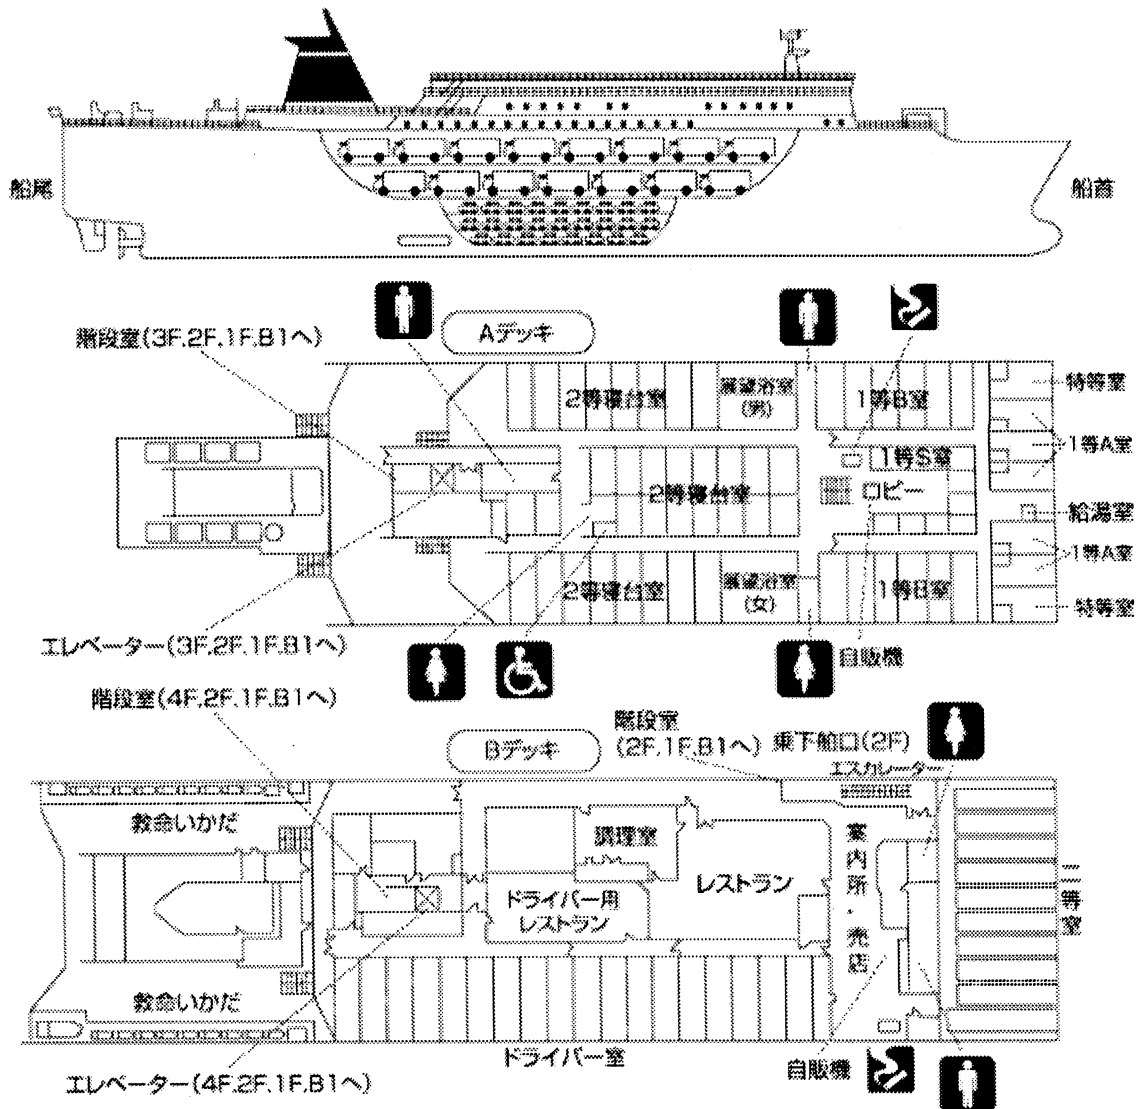 船尾
船首
階段室(3F.2F.1F.B1へ)
Aデッキ
2等寝台室
展望浴室
(男)
1等B室
特等室
1等A室
1等S室
2等寝台室
ロビー
給湯室
1等A室
2等寝台室
展望浴室
(女)
1等B室
特等室
エレベーター(3F.2F.1F.B1へ)
自販機
階段室(4F.2F.1F.B1へ)
Bデッキ
階段室
(2F.1F.B1へ)
乗下船口(2F)
エスカレーター
救命いかだ
調理室
レストラン
ドライバー用
レストラン
案内所・売店
二等室
救命いかだ
ドライバー室
自販機
エレベーター(4F.2F.1F.B1へ)